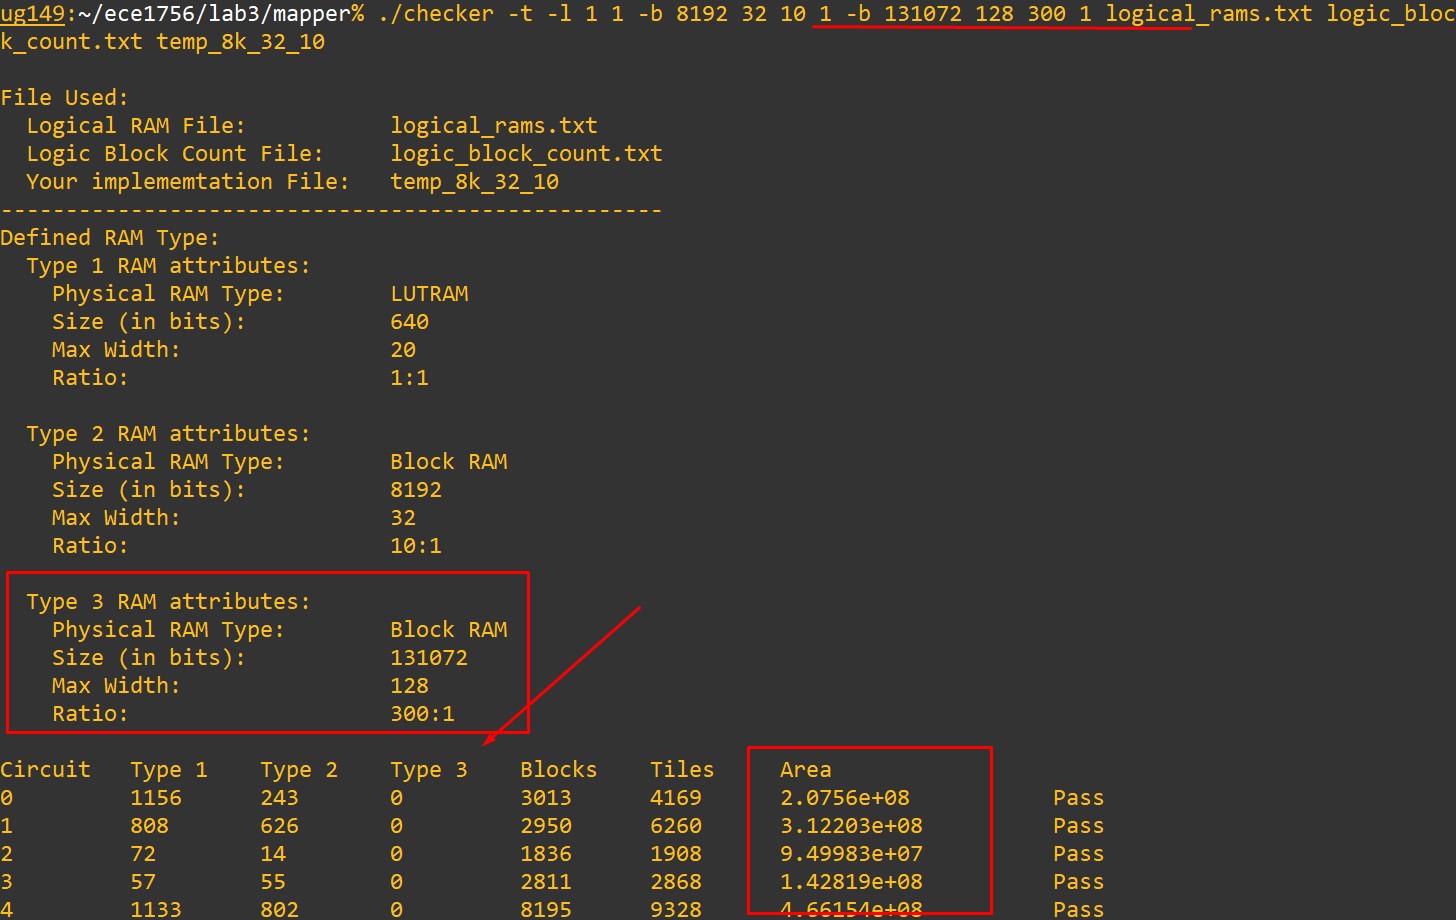 ug149:~/ece1756/lab3/mapper% ./checker -t -l 1 1 -b 8192 32 10 1 -b 131072 128 300 1 logical_rams.txt logic_bloc
k_count.txt temp_8k_32_10
File Used:
Logical RAM File: logical_rams.txt
Logic Block Count File: logic_block_count.txt
Your implememtation File: temp_8k_32_10
---------------------------------------------------
Defined RAM Type:
Type 1 RAM attributes:
Physical RAM Type: LUTRAM
Size (in bits): 640
Max Width: 20
Ratio: 1:1
Type 2 RAM attributes:
Physical RAM Type: Block RAM
Size (in bits): 8192
Max Width: 32
Ratio: 10:1
Type 3 RAM attributes:
Physical RAM Type: Block RAM
Size (in bits): 131072
Max Width: 128
Ratio: 300:1
Circuit Type 1 Type 2 Type 3 Blocks Tiles Area
0 1156 243 0 3013 4169 2.0756e+08 Pass
1 808 626 0 2950 6260 3.12203e+08 Pass
2 72 14 0 1836 1908 9.49983e+07 Pass
3 57 55 0 2811 2868 1.42819e+08 Pass
4 1133 802 0 8195 9328 4.66154e+08 Pass